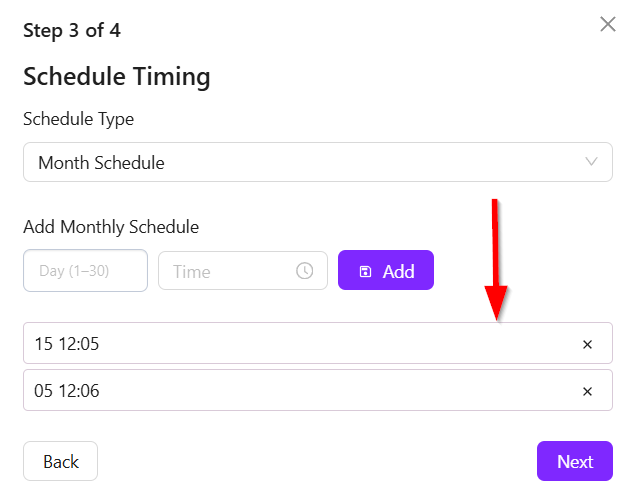 Step 3 of 4
Schedule Timing
Schedule Type
Month Schedule
Add Monthly Schedule
Day (1–30) Time Add
15 12:05 ×
05 12:06 ×
Back Next